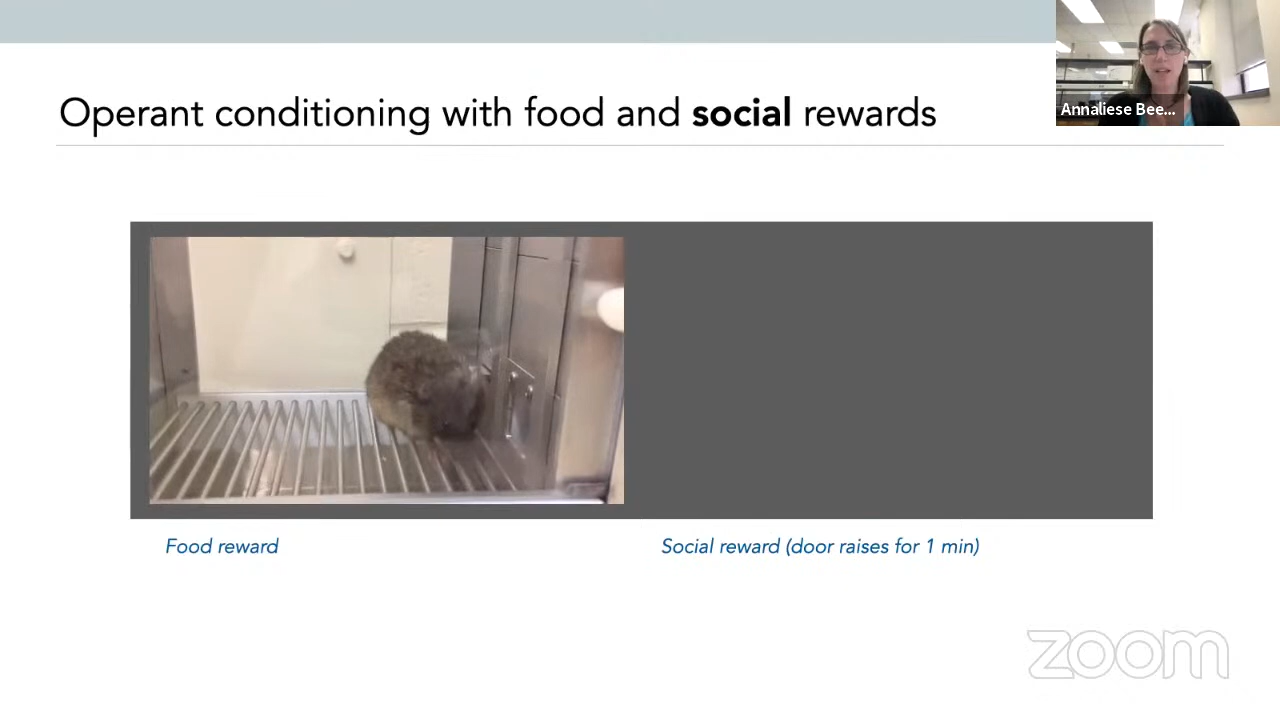 Annaliese Bee...
Operant conditioning with food and social rewards
Food reward
Social reward (door raises for 1 min)
zoom